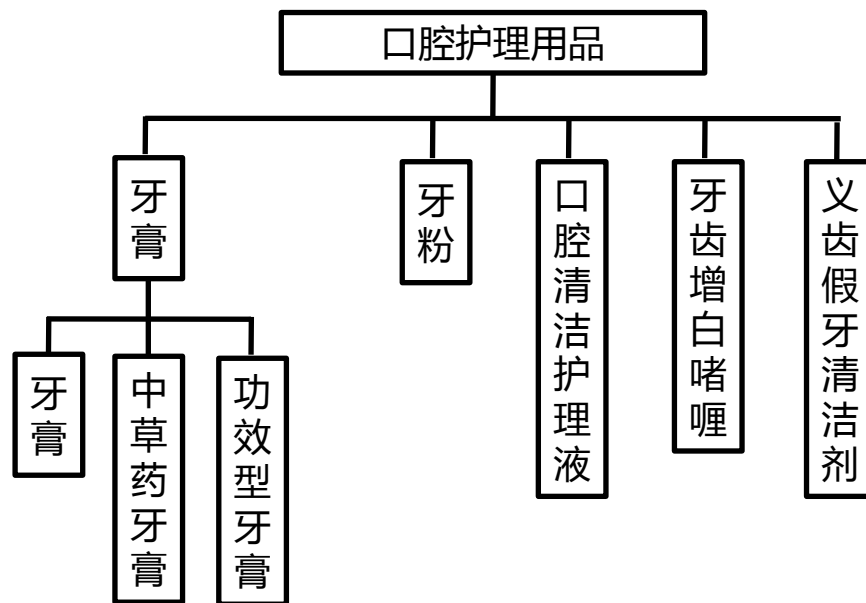 口腔护理用品
牙膏
牙粉
口腔清洁护理液
牙齿增白啫喱
义齿假牙清洁剂
牙膏
中草药牙膏
功效型牙膏